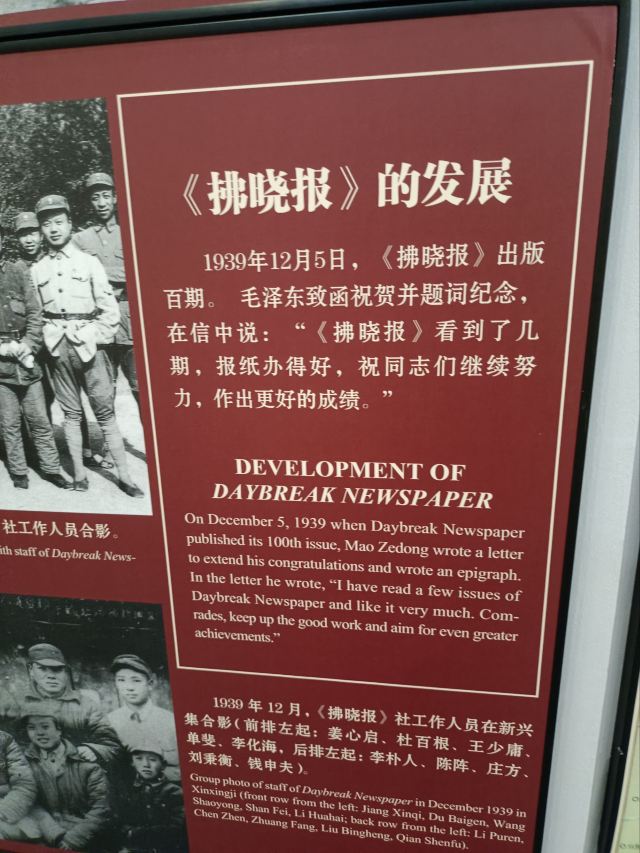 《拂晓报》的发展
1939年12月5日，《拂晓报》出版
百期。 毛泽东致函祝贺并题词纪念，
在信中说：“《拂晓报》看到了几
期，报纸办得好，祝同志们继续努
力，作出更好的成绩。”
DEVELOPMENT OF
DAYBREAK NEWSPAPER
On December 5, 1939 when Daybreak Newspaper
published its 100th issue, Mao Zedong wrote a letter
to extend his congratulations and wrote an epigraph.
In the letter he wrote, “I have read a few issues of
Daybreak Newspaper and like it very much. Com-
rades, keep up the good work and aim for even greater
achievements.”
社工作人员合影。
ith staff of Daybreak News-
1939 年 12 月，《拂晓报》社工作人员在新兴
集合影（前排左起：姜心启、杜百根、王少庸、
单斐、李化海，后排左起：李朴人、陈阵、庄方、
刘秉衡、钱申夫）。
Group photo of staff of Daybreak Newspaper in December 1939 in
Xinxingji (front row from the left: Jiang Xinqi, Du Baigen, Wang
Shaoyong, Shan Fei, Li Huahai; back row from the left: Li Puren,
Chen Zhen, Zhuang Fang, Liu Bingheng, Qian Shenfu).